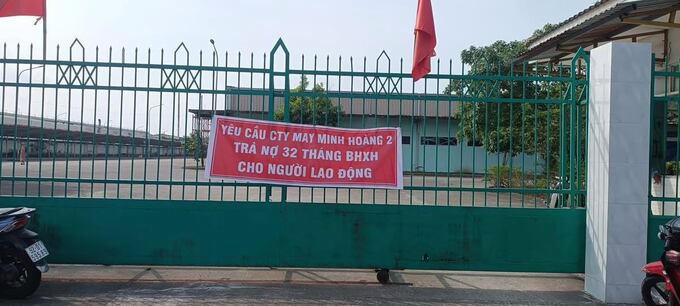 YÊU CẦU CTY MAY MINH HOÀNG 2
TRẢ NỢ 32 THÁNG BHXH
CHO NGƯỜI LAO ĐỘNG